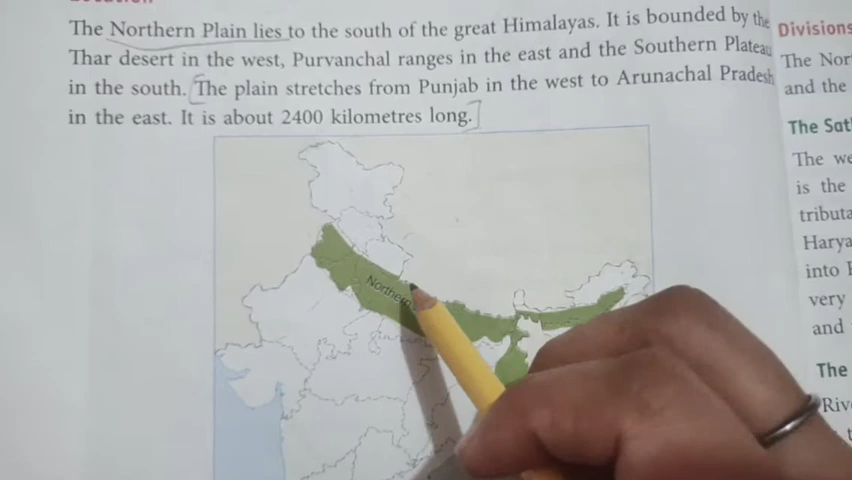 The Northern Plain lies to the south of the great Himalayas. It is bounded by the
Thar desert in the west, Purvanchal ranges in the east and the Southern Plateau
in the south. The plain stretches from Punjab in the west to Arunachal Pradesh
in the east. It is about 2400 kilometres long.
Northern
Divisions
The Nor
and the
The Sat
The we
is the
tributa
Harya
into
very
and
The
Riv